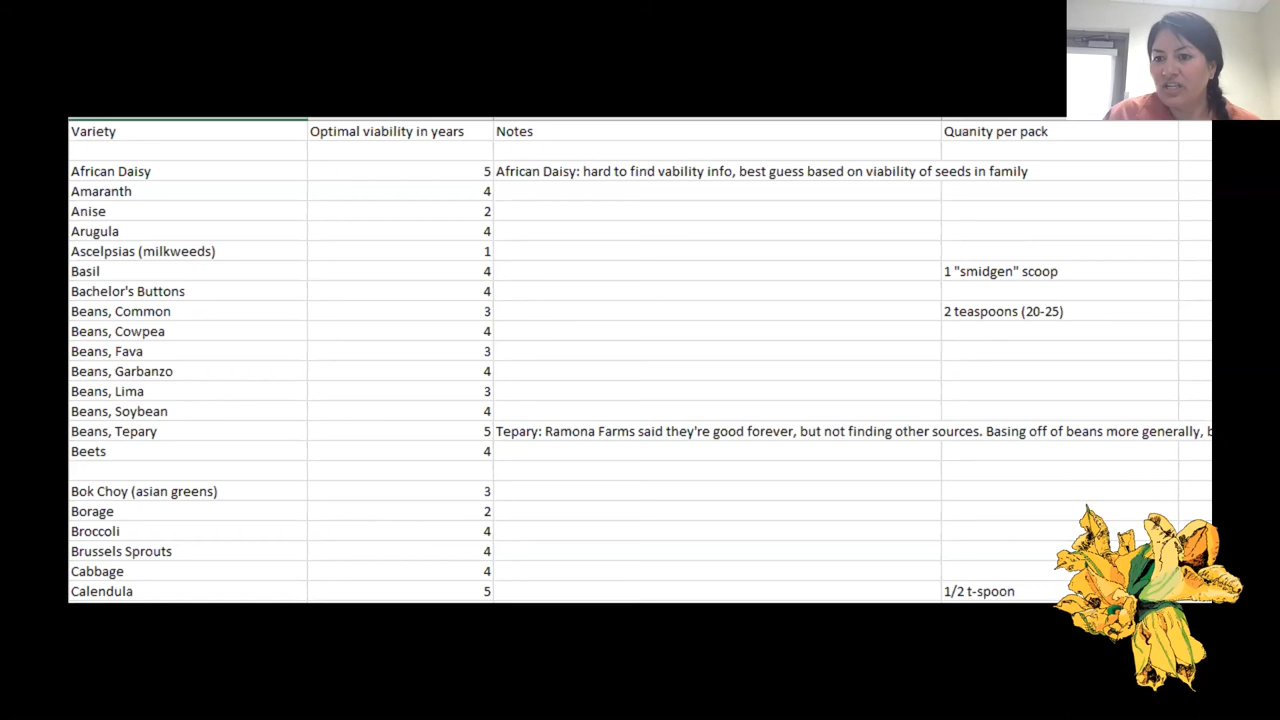 Variety Optimal viability in years Notes Quanity per pack
African Daisy 5 African Daisy: hard to find vability info, best guess based on viability of seeds in family
Amaranth 4
Anise 2
Arugula 4
Ascelpsias (milkweeds) 1
Basil 4 1 "smidgen" scoop
Bachelor's Buttons 4
Beans, Common 3 2 teaspoons (20-25)
Beans, Cowpea 4
Beans, Fava 3
Beans, Garbanzo 4
Beans, Lima 3
Beans, Soybean 4
Beans, Tepary 5 Tepary: Ramona Farms said they're good forever, but not finding other sources. Basing off of beans more generally,
Beets 4
Bok Choy (asian greens) 3
Borage 2
Broccoli 4
Brussels Sprouts 4
Cabbage 4
Calendula 5 1/2 t-spoon